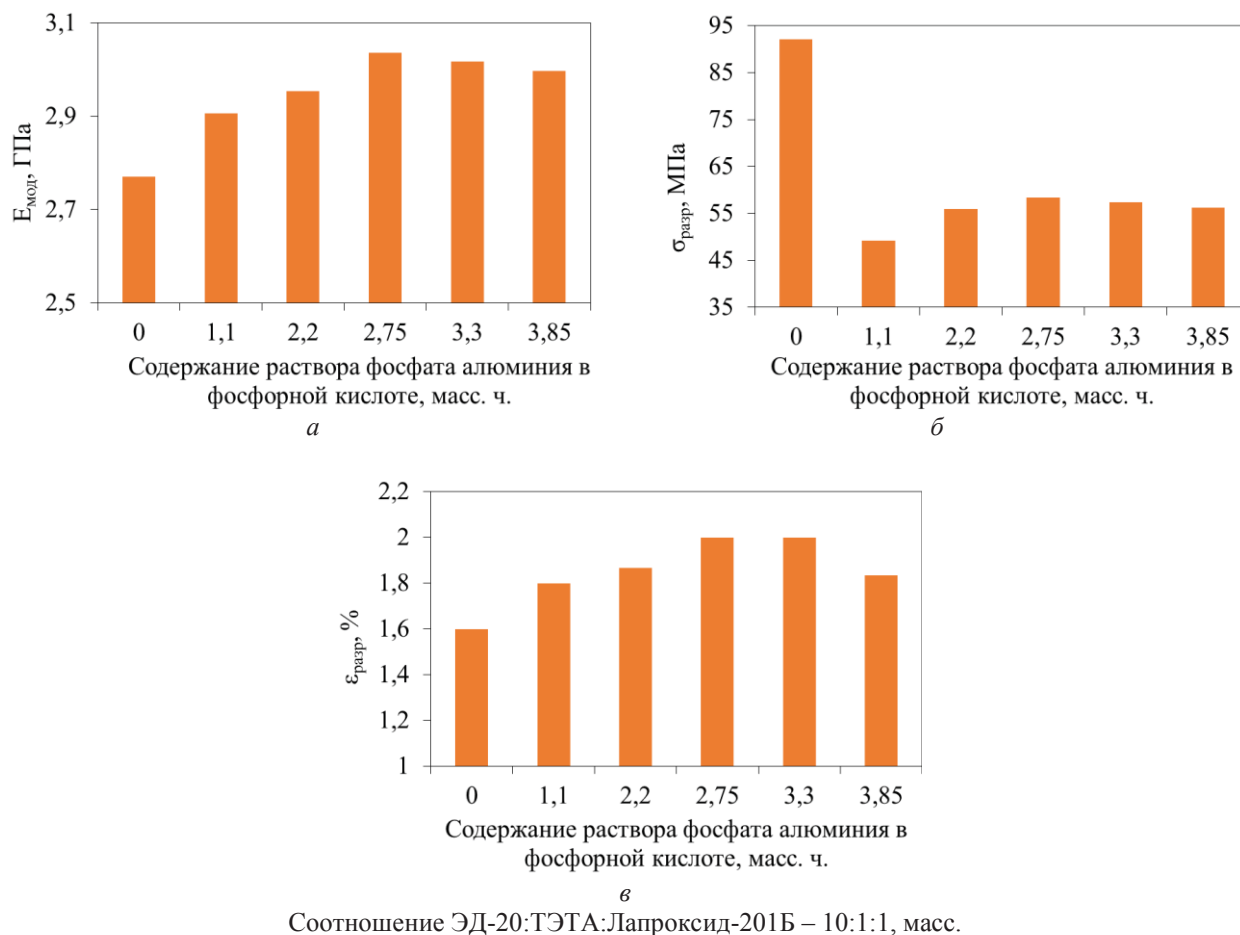 3,1
2,9
2,7
2,5
Eмод, ГПа
0 1,1 2,2 2,75 3,3 3,85
Содержание раствора фосфата алюминия в
фосфорной кислоте, масс. ч.
а
95
85
75
65
55
45
35
σразр, МПа
0 1,1 2,2 2,75 3,3 3,85
Содержание раствора фосфата алюминия в
фосфорной кислоте, масс. ч.
б
2,2
2
1,8
1,6
1,4
1,2
1
εразр, %
0 1,1 2,2 2,75 3,3 3,85
Содержание раствора фосфата алюминия в
фосфорной кислоте, масс. ч.
в
Соотношение ЭД-20:ТЭТА:Лапроксид-201Б – 10:1:1, масс.